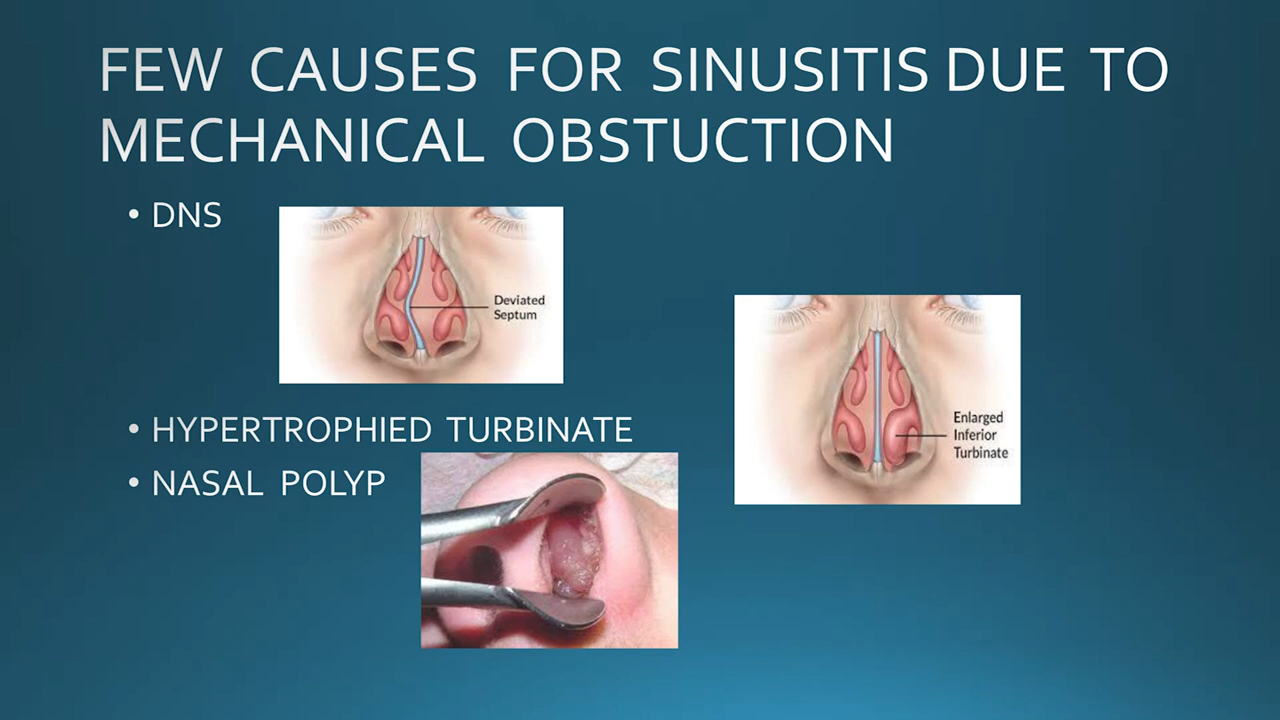 FEW CAUSES FOR SINUSITIS DUE TO
MECHANICAL OBSTUCTION
• DNS
Deviated
Septum
Enlarged
Inferior
Turbinate
• HYPERTROPHIED TURBINATE
• NASAL POLYP